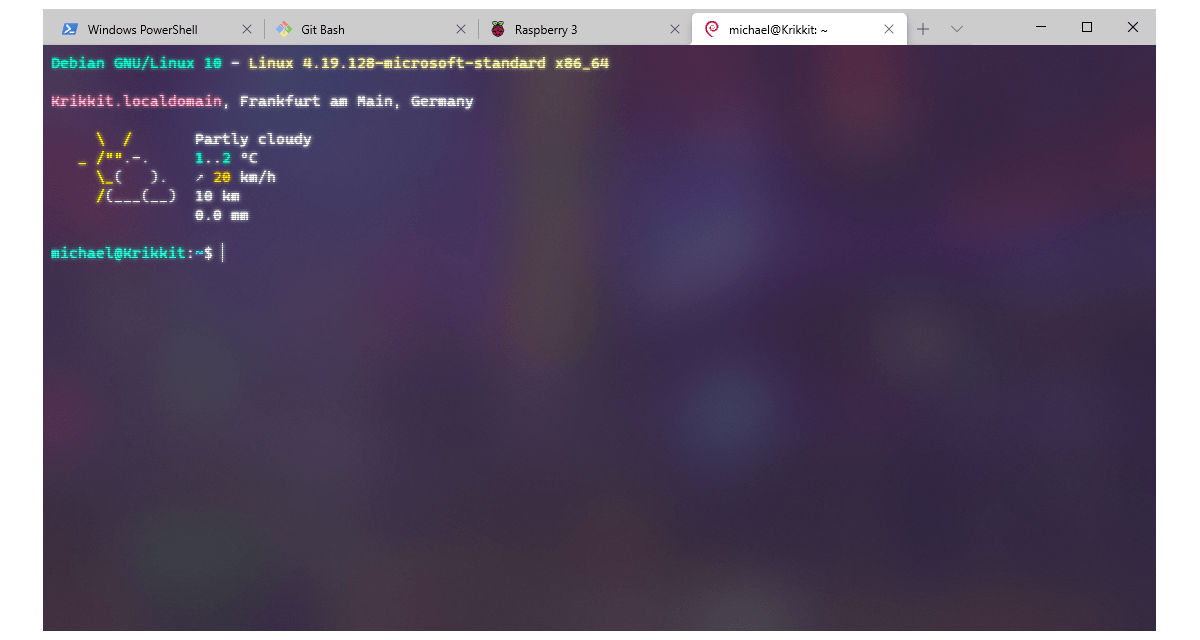 Windows PowerShell
Git Bash
Raspberry 3
michael@Krikkit: ~
Debian GNU/Linux 10 - Linux 4.19.128-microsoft-standard x86_64
Krikkit.localdomain, Frankfurt am Main, Germany
\  /       Partly cloudy
_ /"".-.     1..2 °C
\_(   ).   ↗ 20 km/h
/(___(__)  10 km
0.0 mm
michael@Krikkit:~$